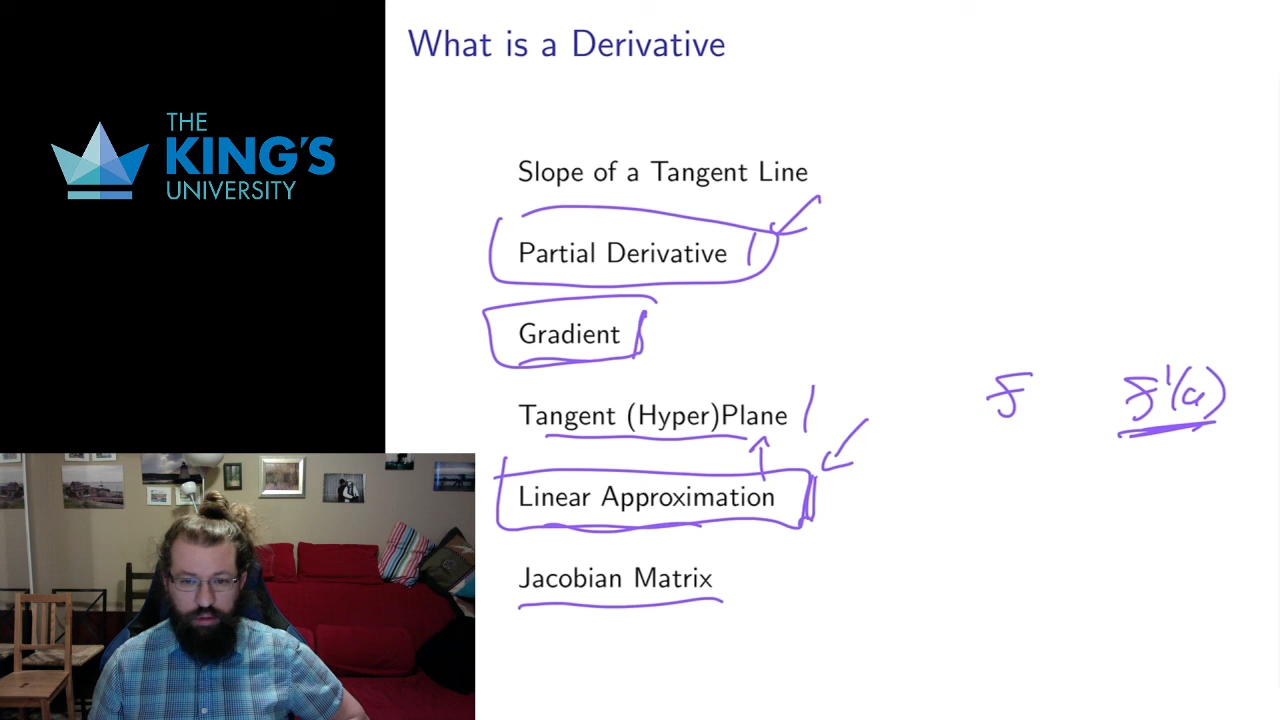 THE
KING'S
UNIVERSITY
What is a Derivative
Slope of a Tangent Line
Partial Derivative
Gradient
Tangent (Hyper)Plane
f f'(a)
Linear Approximation
Jacobian Matrix